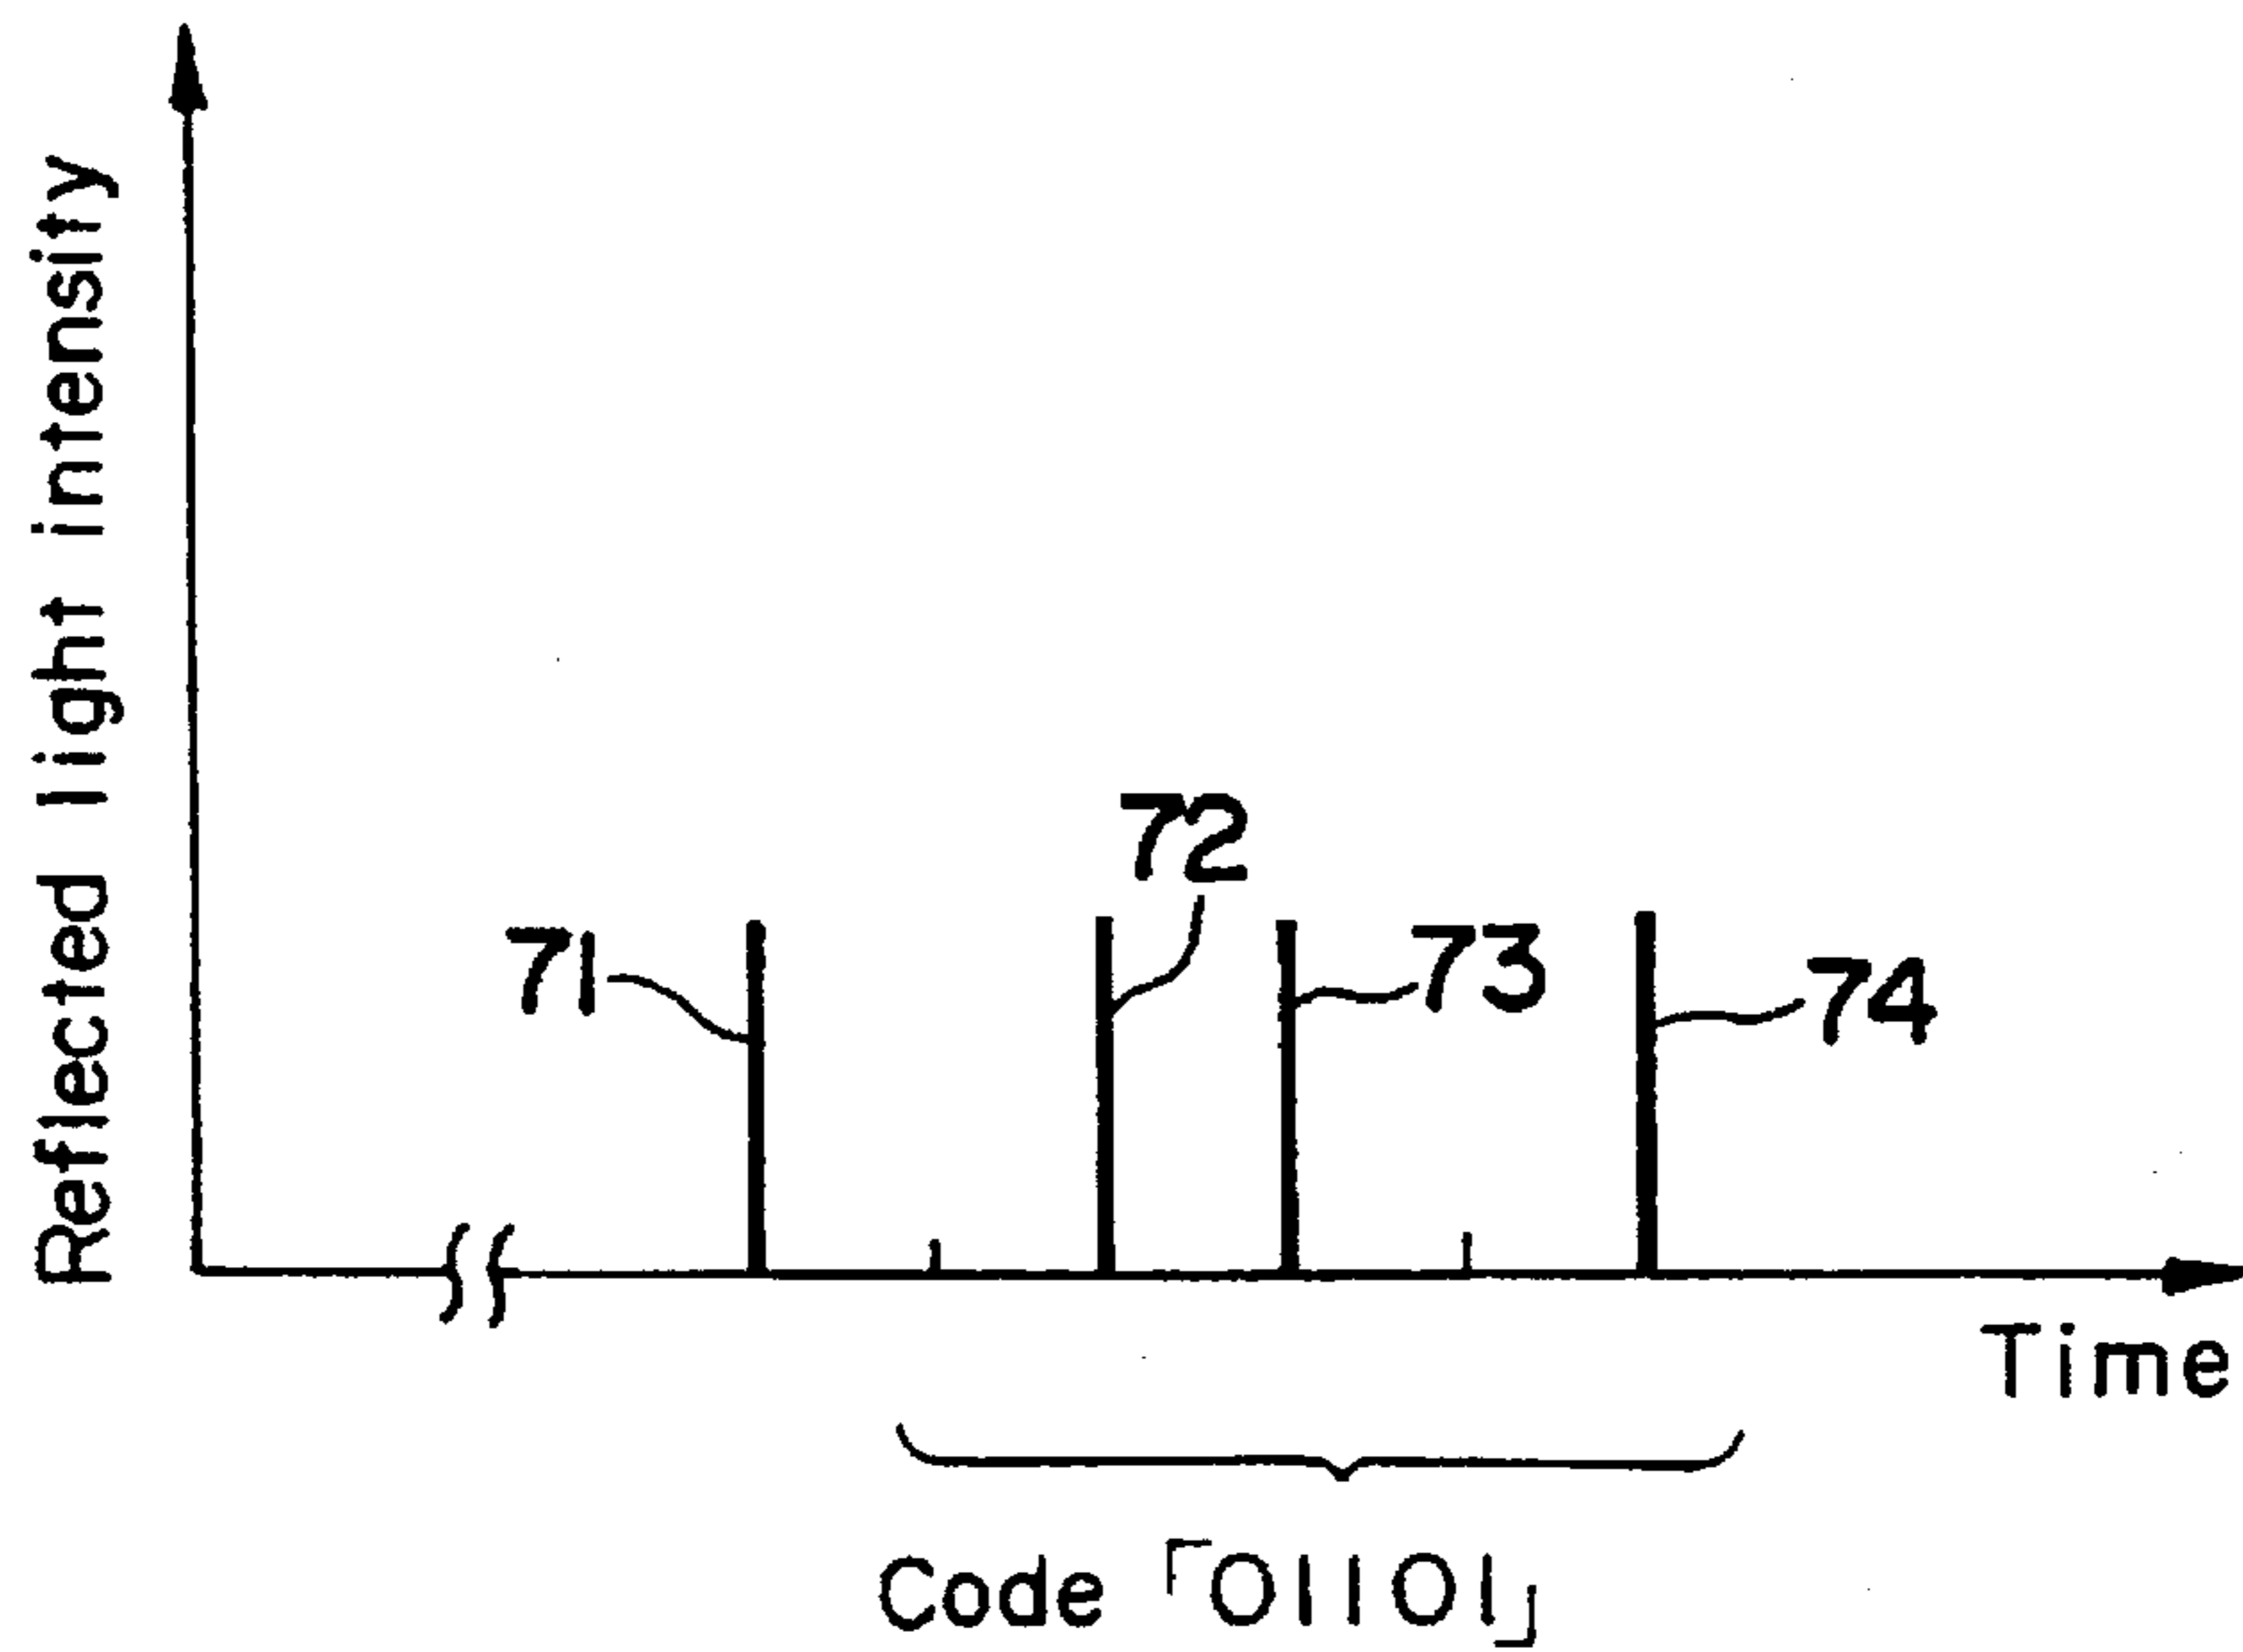 Reflected light intensity
72
71
73
74
Time
Code 「01101」